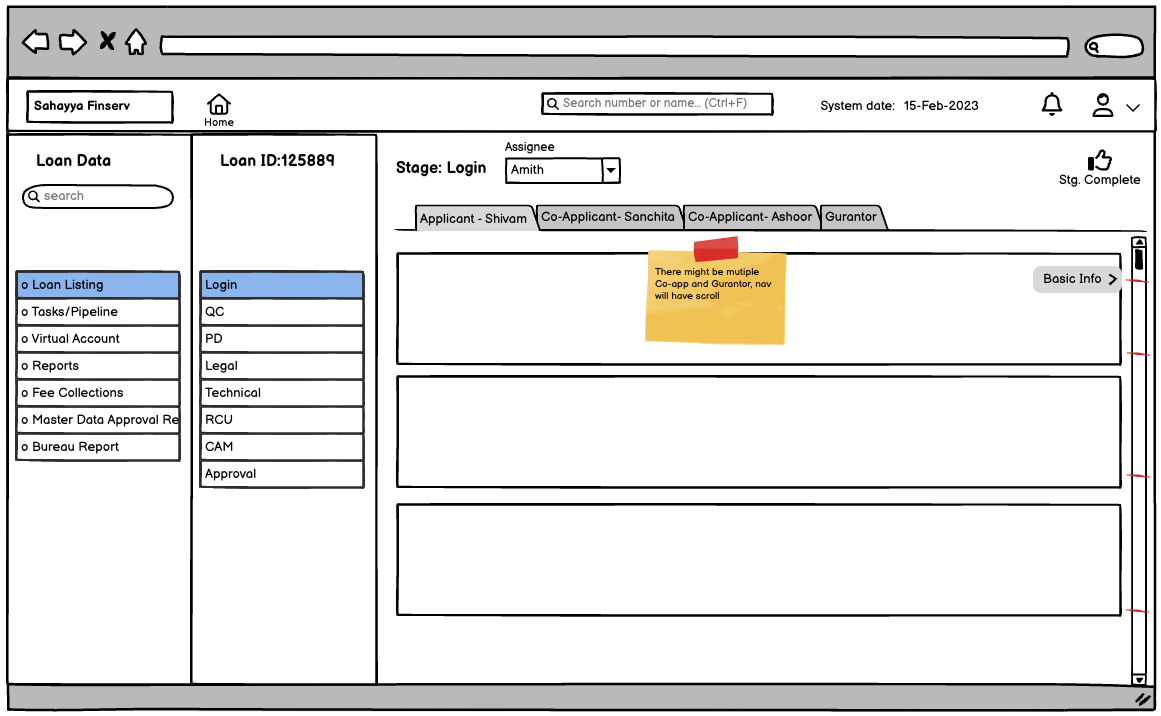 Sahayya Finserv
Home
Search number or name... (Ctrl+F)
System date: 15-Feb-2023
Loan Data
search
o Loan Listing
o Tasks/Pipeline
o Virtual Account
o Reports
o Fee Collections
o Master Data Approval Re
o Bureau Report
Loan ID:125889
Login
QC
PD
Legal
Technical
RCU
CAM
Approval
Stage: Login
Assignee
Amith
Stg. Complete
Applicant - Shivam
Co-Applicant- Sanchita
Co-Applicant- Ashoor
Gurantor
There might be mutiple
Co-app and Gurantor, nav
will have scroll
Basic Info